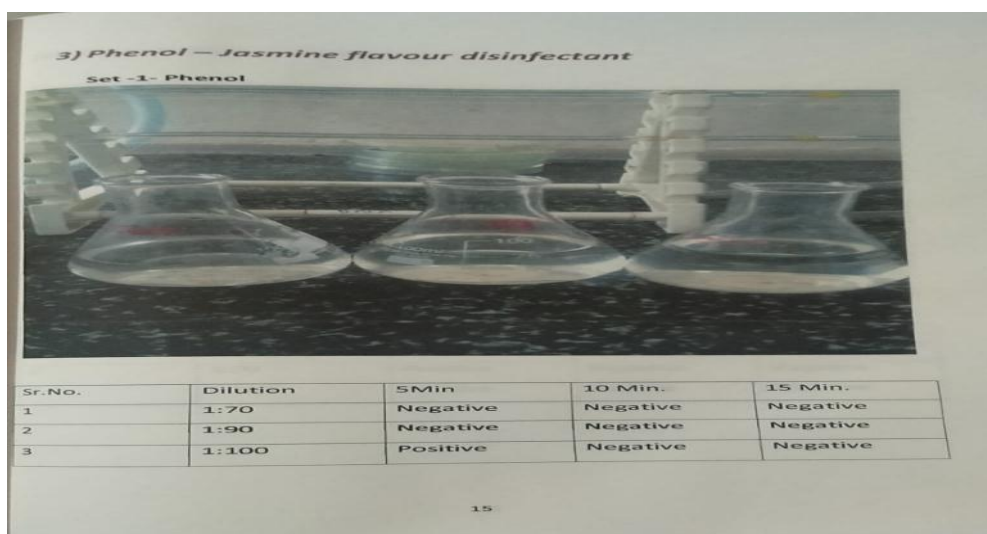 3) Phenol – Jasmine flavour disinfectant
Set -1- Phenol
100
Sr.No. Dilution 5Min 10 Min. 15 Min.
1 1:70 Negative Negative Negative
2 1:90 Negative Negative Negative
3 1:100 Positive Negative Negative
15